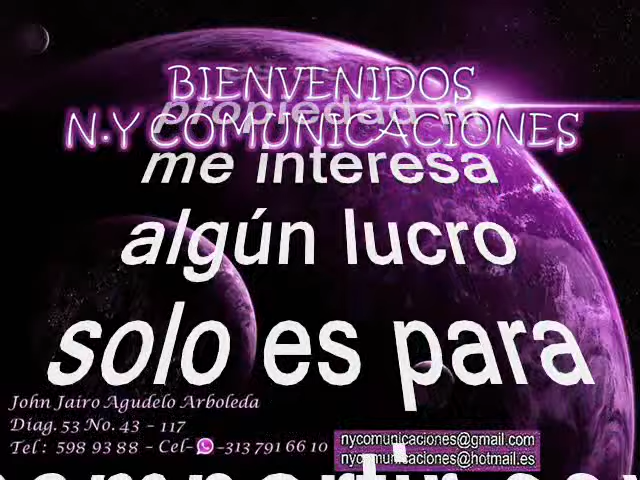 BIENVENIDOS
propiedad
N·Y COMUNICACIONES
me interesa
algún lucro
solo es para
John Jairo Agudelo Arboleda
Diag. 53 No. 43 - 117
Tel : 598 93 88 - Cel- -313 791 66 10
nycomunicaciones@gmail.com
nycomunicaciones@hotmail.es